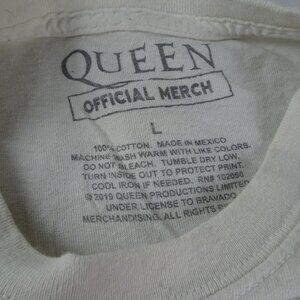 QUEEN
OFFICIAL MERCH
L
100% COTTON. MADE IN MEXICO
MACHINE WASH WARM WITH LIKE COLORS.
DO NOT BLEACH. TUMBLE DRY LOW.
TURN INSIDE OUT TO PROTECT PRINT.
COOL IRON IF NEEDED. RN# 102050
© 2019 QUEEN PRODUCTIONS LIMITED
UNDER LICENSE TO BRAVADO
MERCHANDISING. ALL RIGHTS